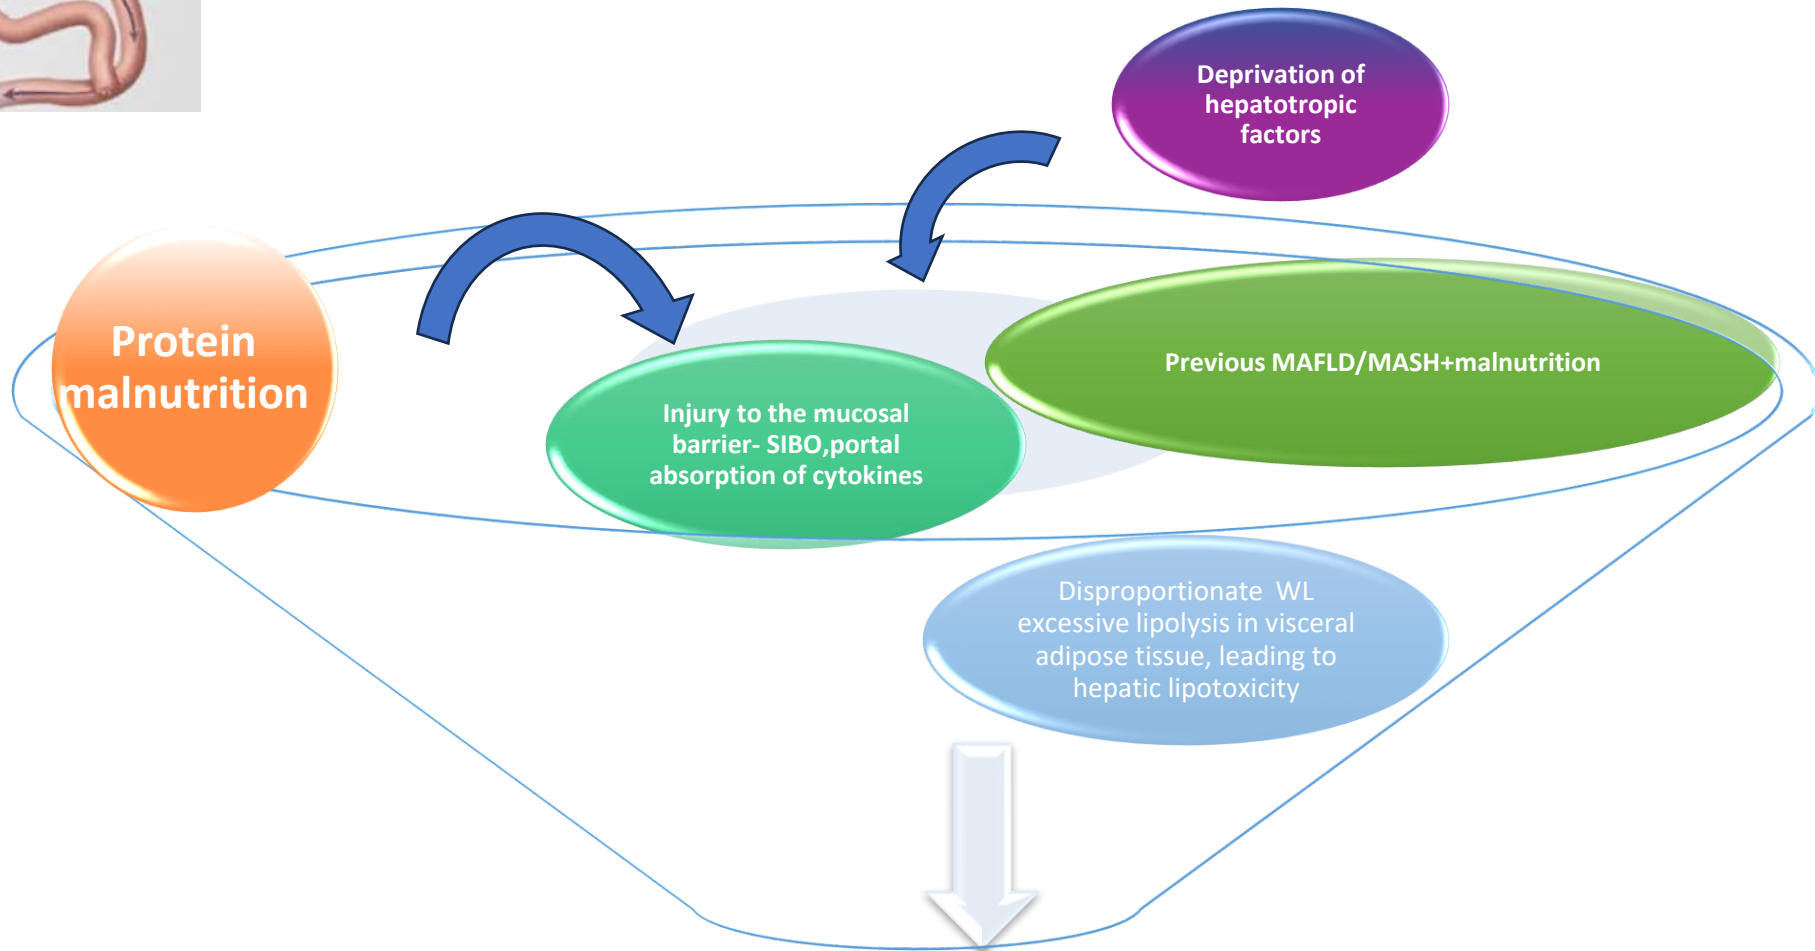 Deprivation of
hepatotropic
factors
Protein
malnutrition
Previous MAFLD/MASH+malnutrition
Injury to the mucosal
barrier- SIBO,portal
absorption of cytokines
Disproportionate  WL
excessive lipolysis in visceral
adipose tissue, leading to
hepatic lipotoxicity